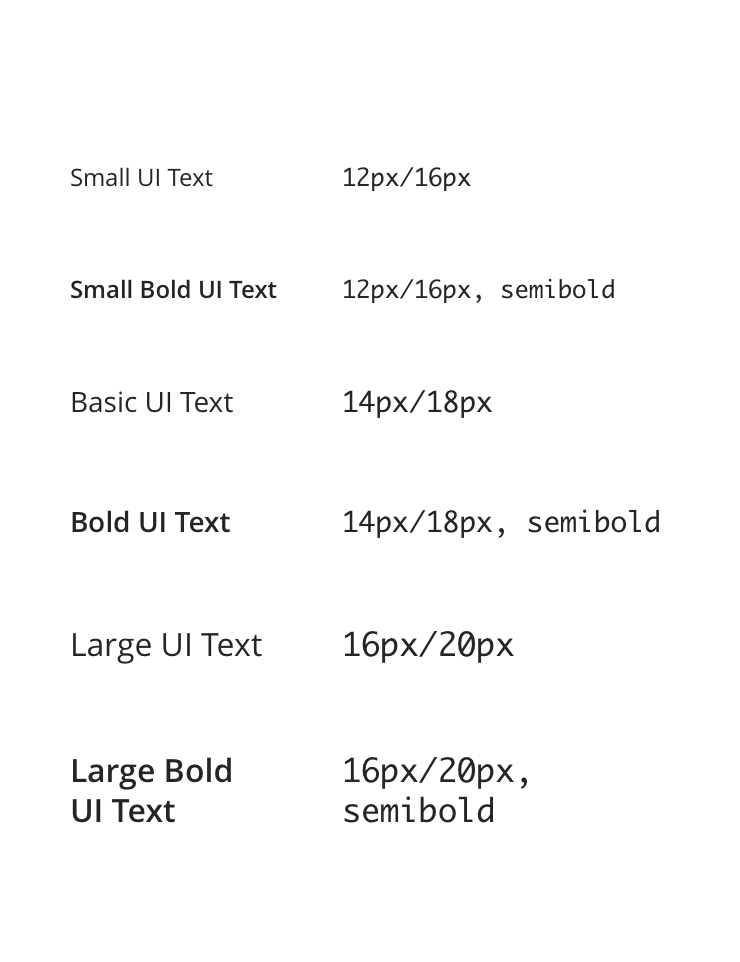 Small UI Text 12px/16px
Small Bold UI Text 12px/16px, semibold
Basic UI Text 14px/18px
Bold UI Text 14px/18px, semibold
Large UI Text 16px/20px
Large Bold 16px/20px,
UI Text semibold